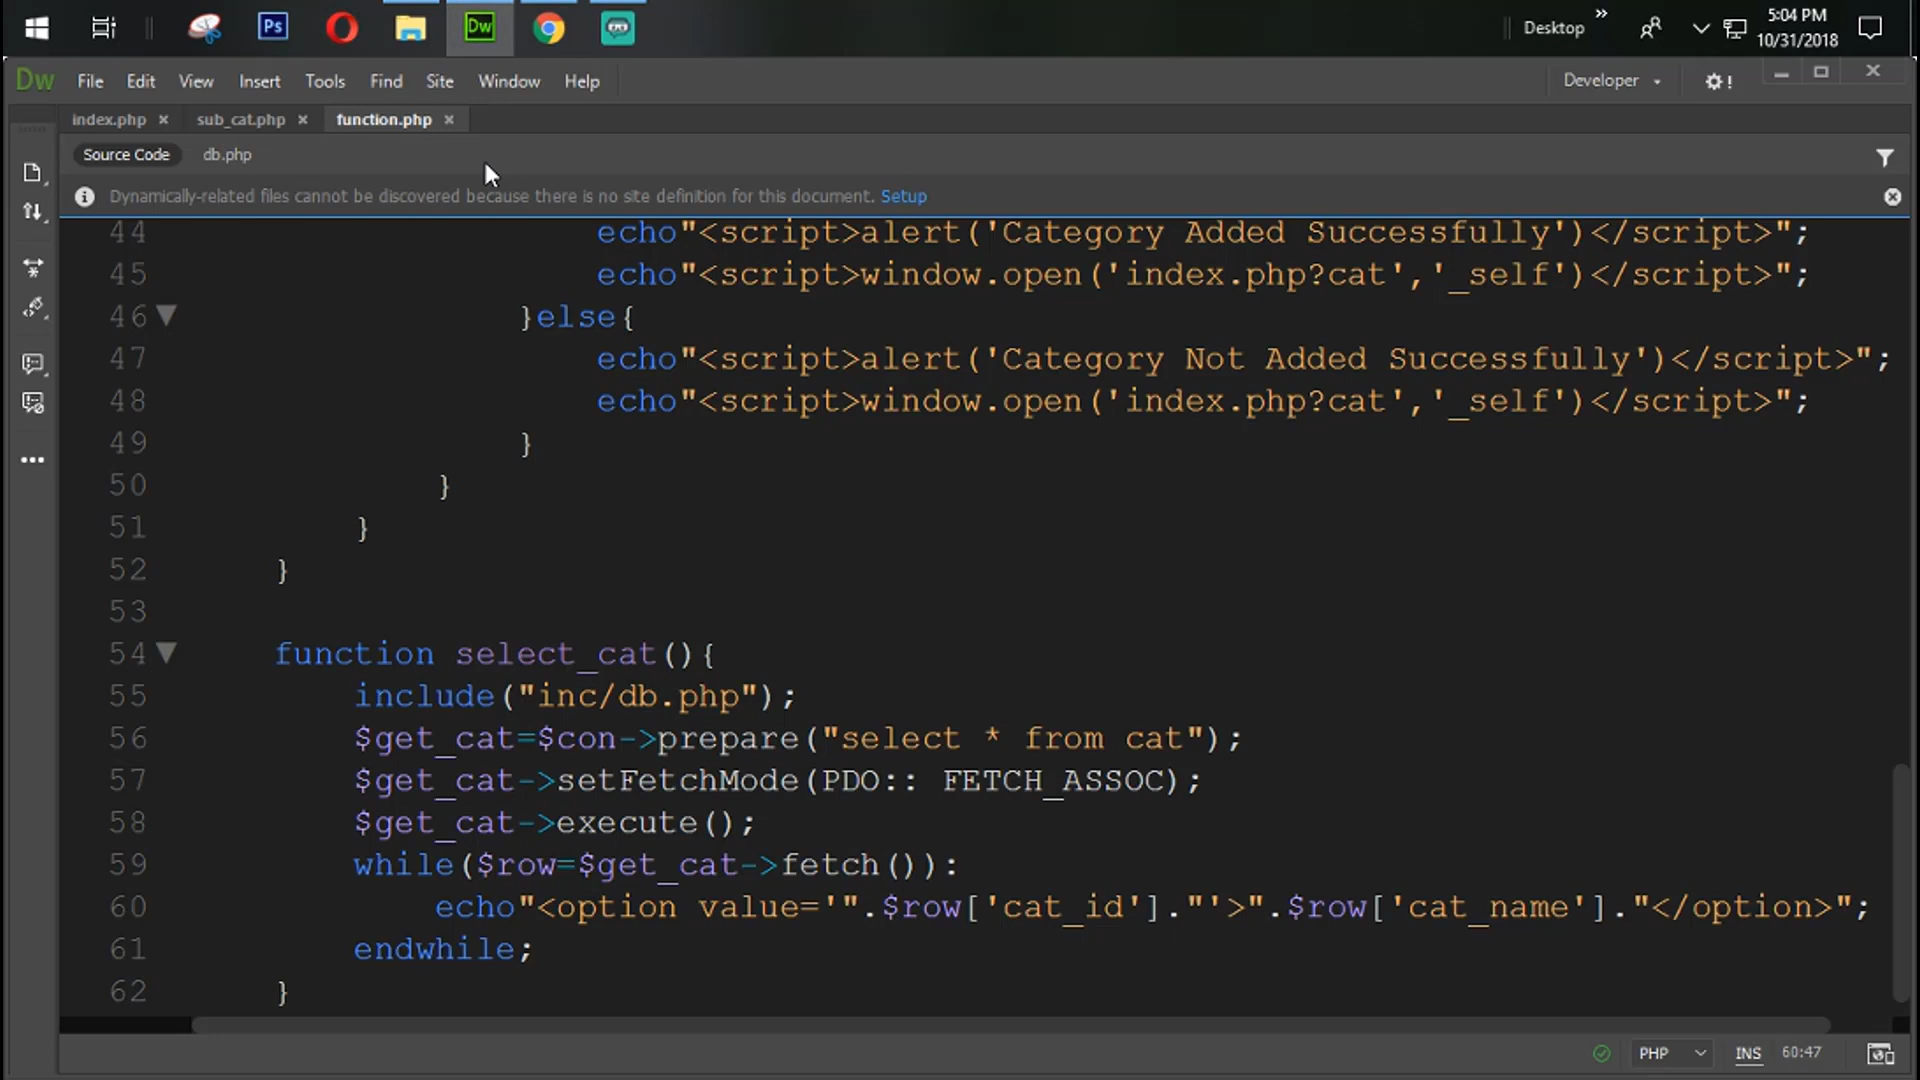 Ps
Dw
Desktop
»
5:04 PM
10/31/2018
Dw File Edit View Insert Tools Find Site Window Help
Developer
!
index.php × sub_cat.php × function.php ×
Source Code db.php
Dynamically-related files cannot be discovered because there is no site definition for this document. Setup
44 echo"<script>alert('Category Added Successfully')</script>";
45 echo"<script>window.open('index.php?cat','_self')</script>";
46 }else{
47 echo"<script>alert('Category Not Added Successfully')</script>";
48 echo"<script>window.open('index.php?cat','_self')</script>";
49 }
50 }
51 }
52 }
53
54 function select_cat(){
55 include("inc/db.php");
56 $get_cat=$con->prepare("select * from cat");
57 $get_cat->setFetchMode(PDO:: FETCH_ASSOC);
58 $get_cat->execute();
59 while($row=$get_cat->fetch()):
60 echo"<option value='".$row['cat_id']."'>".$row['cat_name']."</option>";
61 endwhile;
62 }
PHP INS 60:47